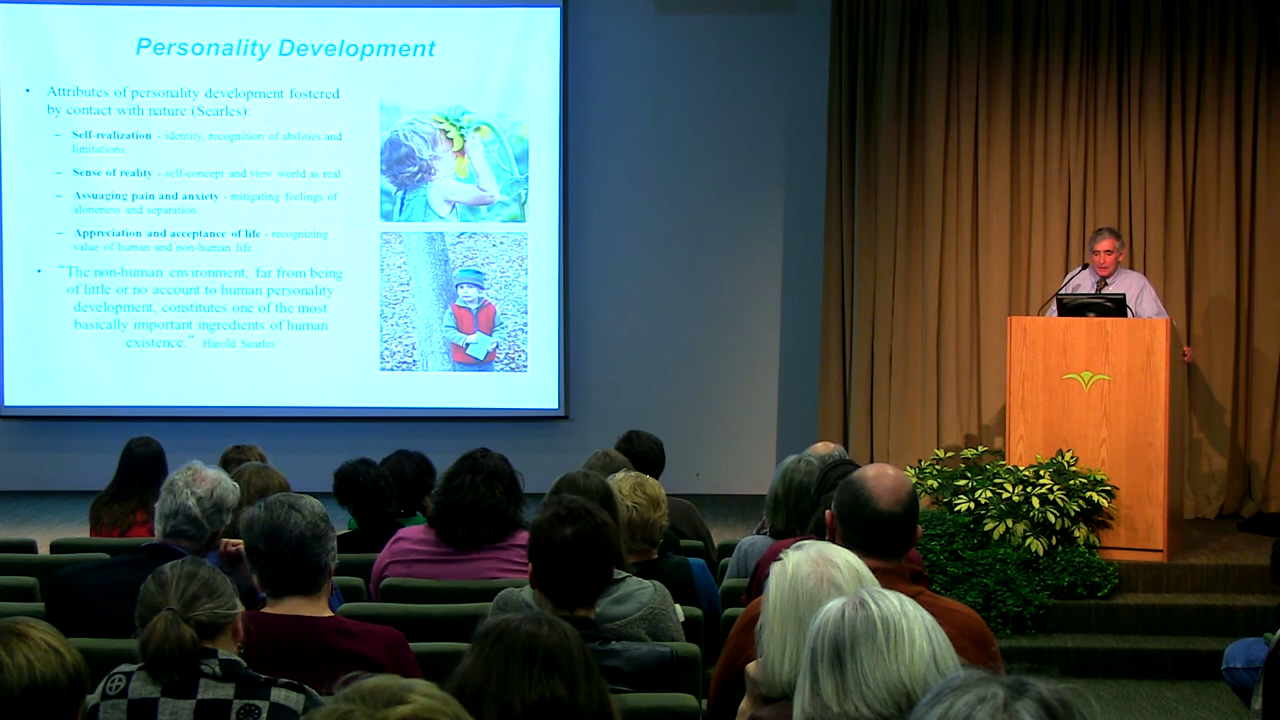 Personality Development
• Attributes of personality development fostered
by contact with nature (Searles):
– Self-realization - identity, recognition of abilities and
limitations
– Sense of reality - self-concept and view world as real
– Assuaging pain and anxiety - mitigating feelings of
aloneness and separation
– Appreciation and acceptance of life - recognizing
value of human and non-human life
• "The non-human environment, far from being
of little or no account to human personality
development, constitutes one of the most
basically important ingredients of human
existence." Harold Searles